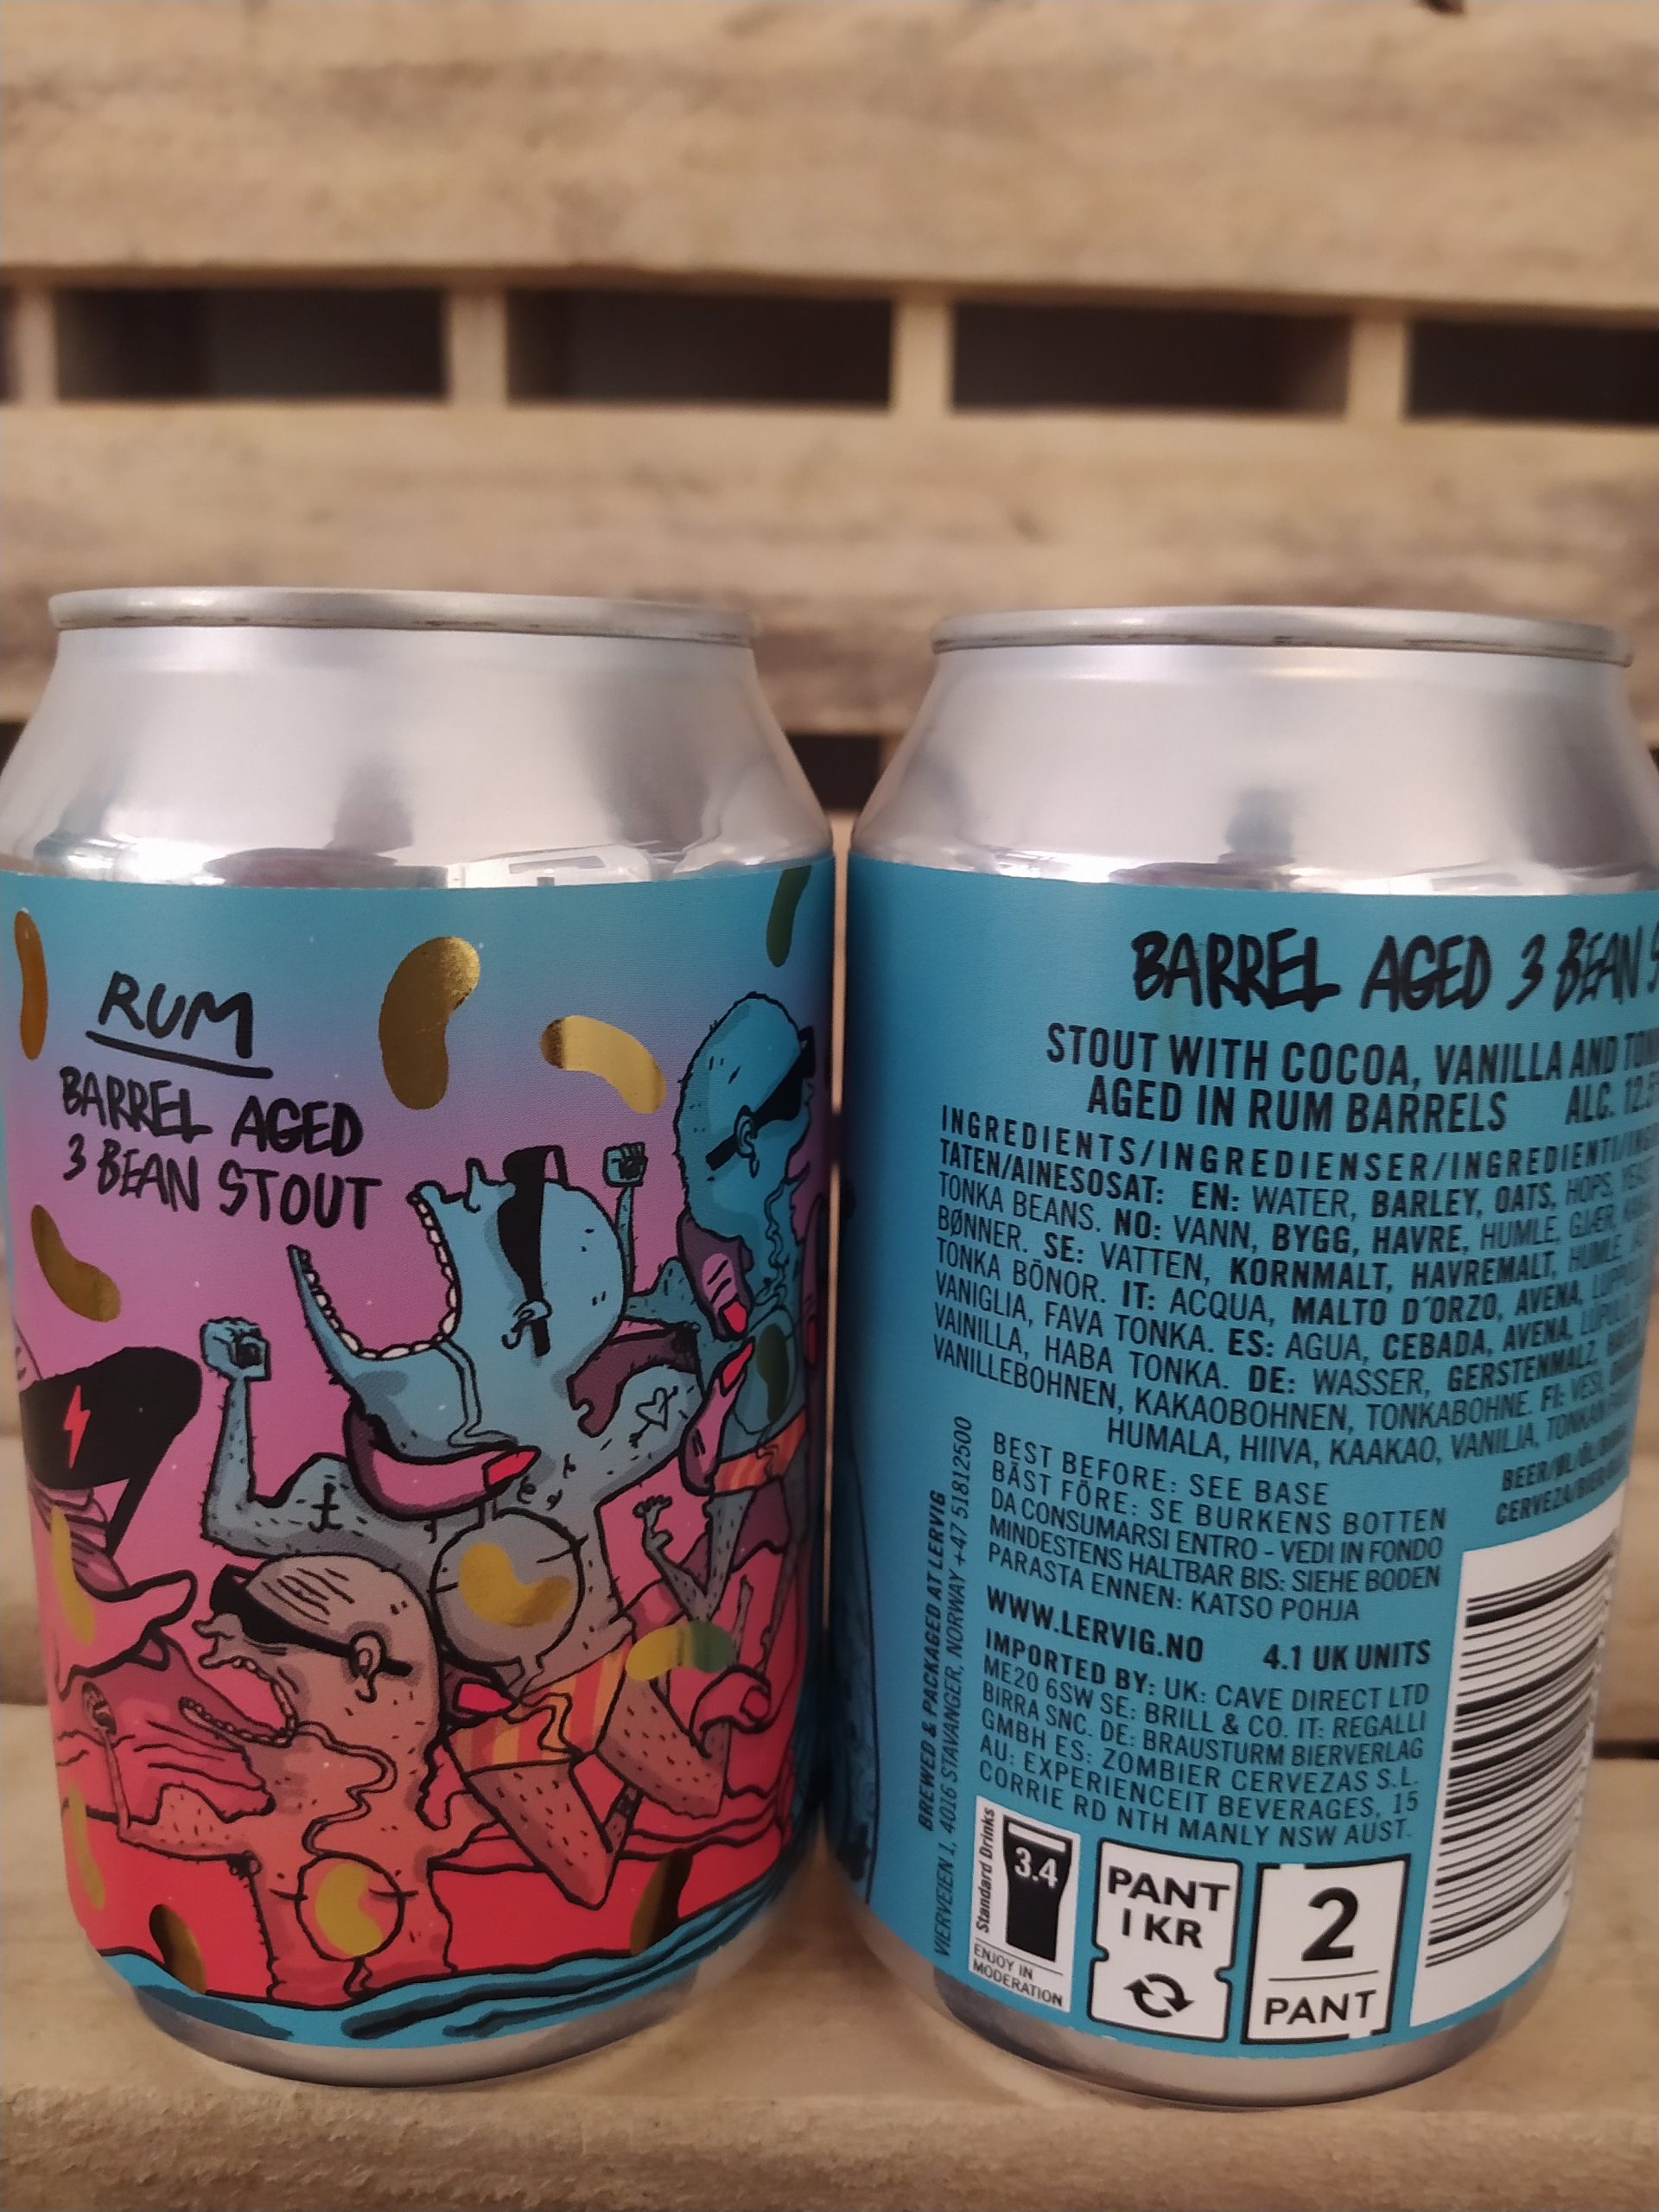 RUM
BARREL AGED
3 BEAN STOUT
BARREL AGED 3 BEAN
STOUT WITH COCOA, VANILLA AND
AGED IN RUM BARRELS ALC. 12.5
INGREDIENTS/INGREDIENSER/INGREDIENTI/
TATEN/AINESOSAT: EN: WATER, BARLEY, OATS, HOPS,
TONKA BEANS. NO: VANN, BYGG, HAVRE, HUMLE, GJÆR,
BØNNER. SE: VATTEN, KORNMALT, HAVREMALT, HUMLE,
TONKA BÖNOR. IT: ACQUA, MALTO D'ORZO, AVENA,
VANIGLIA, FAVA TONKA. ES: AGUA, CEBADA, AVENA,
VAINILLA, HABA TONKA. DE: WASSER, GERSTENMALZ,
VANILLEBOHNEN, KAKAOBOHNEN, TONKABOHNE. FI: VESI,
HUMALA, HIIVA, KAAKAO, VANILJA,
BEER/ØL/ÖL/
CERVEZA/
BEST BEFORE: SEE BASE
BÄST FÖRE: SE BURKENS BOTTEN
DA CONSUMARSI ENTRO - VEDI IN FONDO
MINDESTENS HALTBAR BIS: SIEHE BODEN
PARASTA ENNEN: KATSO POHJA
WWW.LERVIG.NO 4.1 UK UNITS
IMPORTED BY: UK: CAVE DIRECT LTD
ME20 6SW SE: BRILL & CO. IT: REGALLI
BIRRA SNC. DE: BRAUSTURM BIERVERLAG
GMBH ES: ZOMBIER CERVEZAS S.L.
AU: EXPERIENCEIT BEVERAGES, 15
CORRIE RD NTH MANLY NSW AUST.
BREWED & PACKAGED AT LERVIG
VIERVEIEN 1, 4016 STAVANGER, NORWAY +47 51812500
Standard Drinks
3.4
ENJOY IN
MODERATION
PANT
1 KR
2
PANT